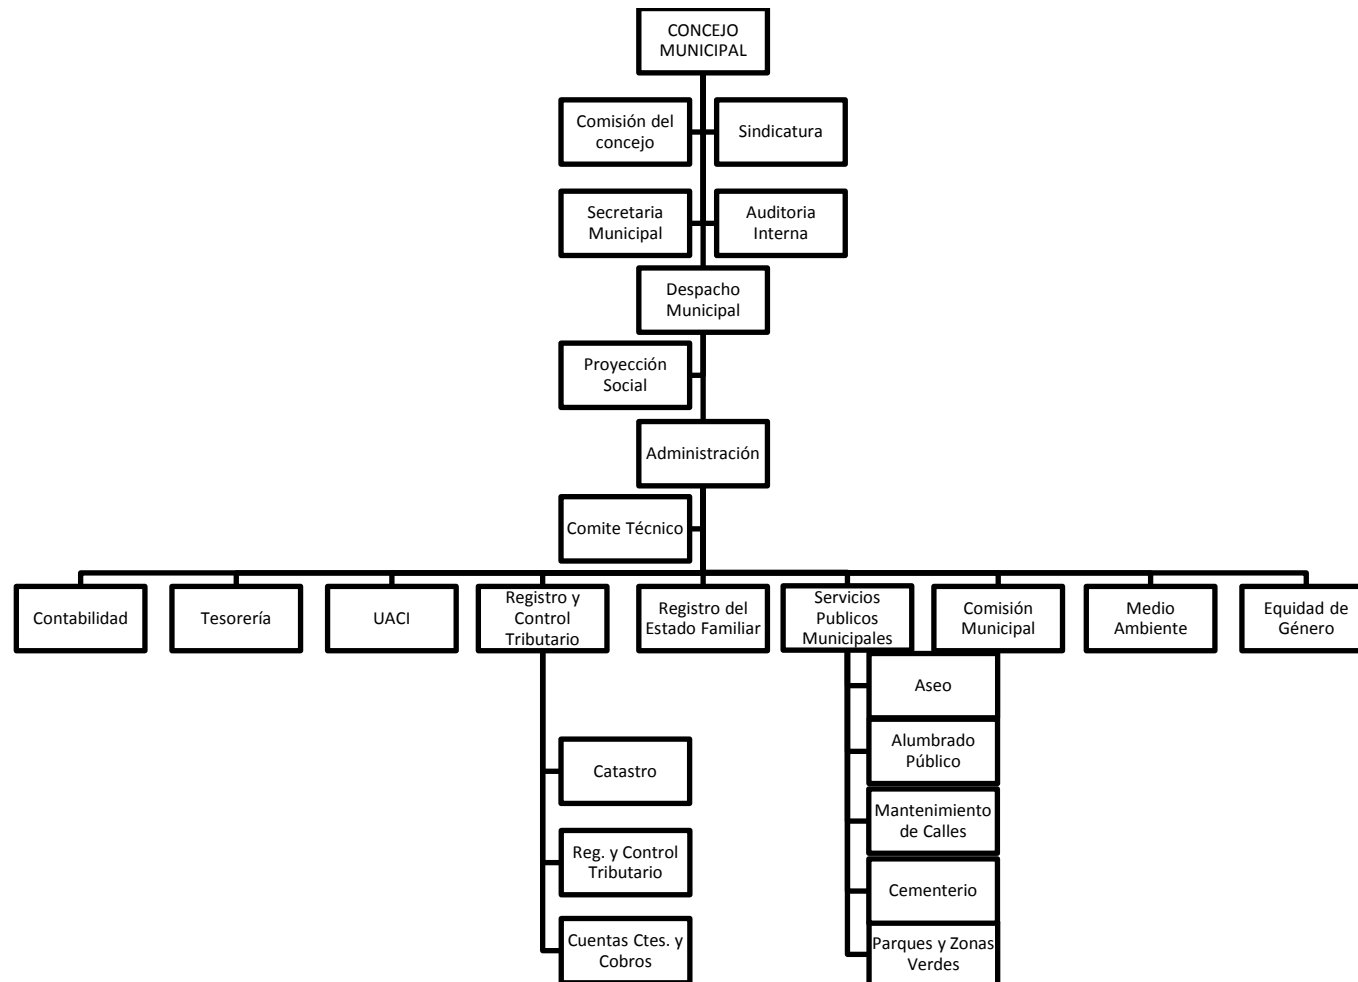 CONCEJO
MUNICIPAL
Comisión del
concejo
Sindicatura
Secretaria
Municipal
Auditoria
Interna
Despacho
Municipal
Proyección
Social
Administración
Comite Técnico
Contabilidad
Tesorería
UACI
Registro y
Control
Tributario
Registro del
Estado Familiar
Servicios
Publicos
Municipales
Comisión
Municipal
Medio
Ambiente
Equidad de
Género
Catastro
Reg. y Control
Tributario
Cuentas Ctes. y
Cobros
Aseo
Alumbrado
Público
Mantenimiento
de Calles
Cementerio
Parques y Zonas
Verdes